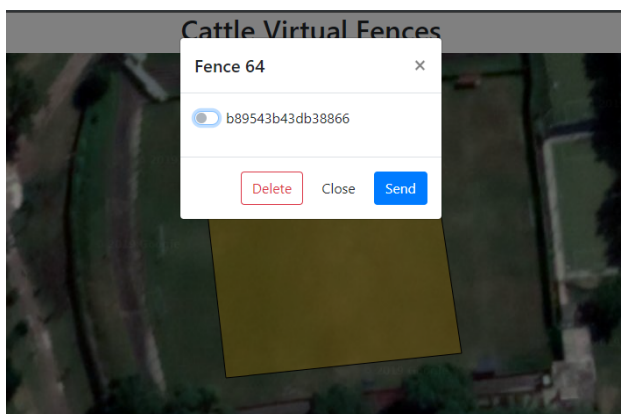 Cattle Virtual Fences
Fence 64 ×
b89543b43db38866
Delete Close Send